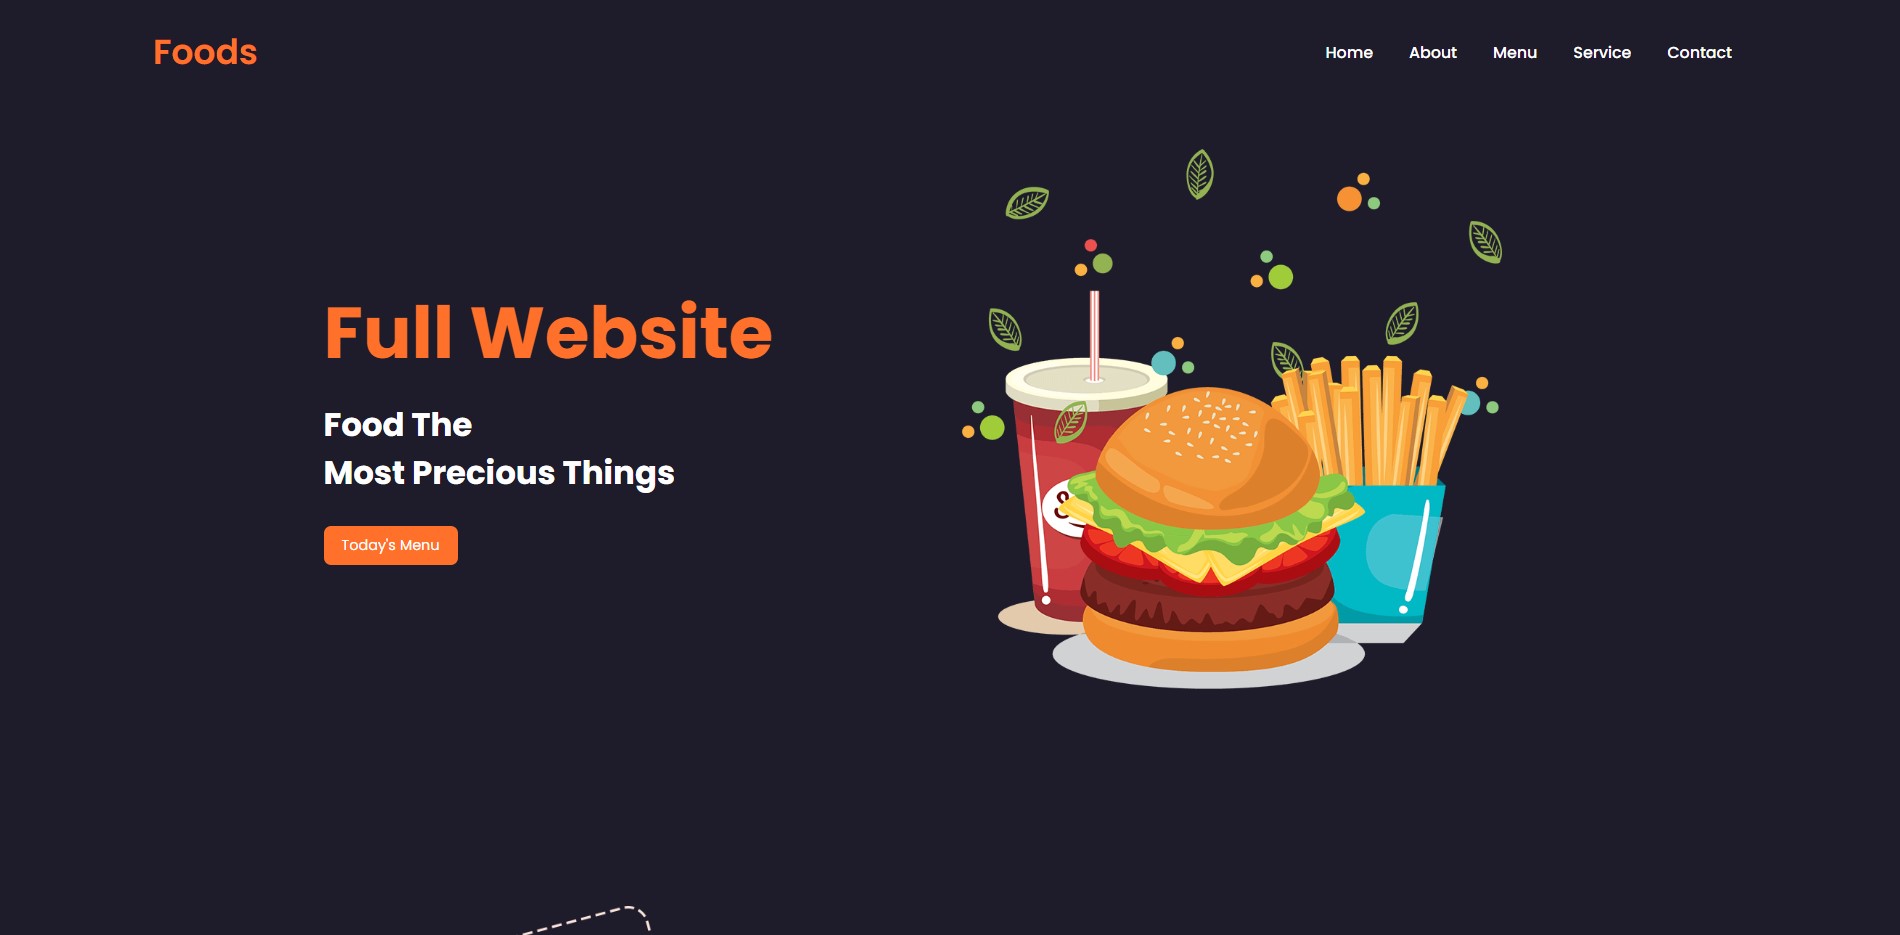 Foods
Home About Menu Service Contact
Full Website
Food The
Most Precious Things
Today's Menu